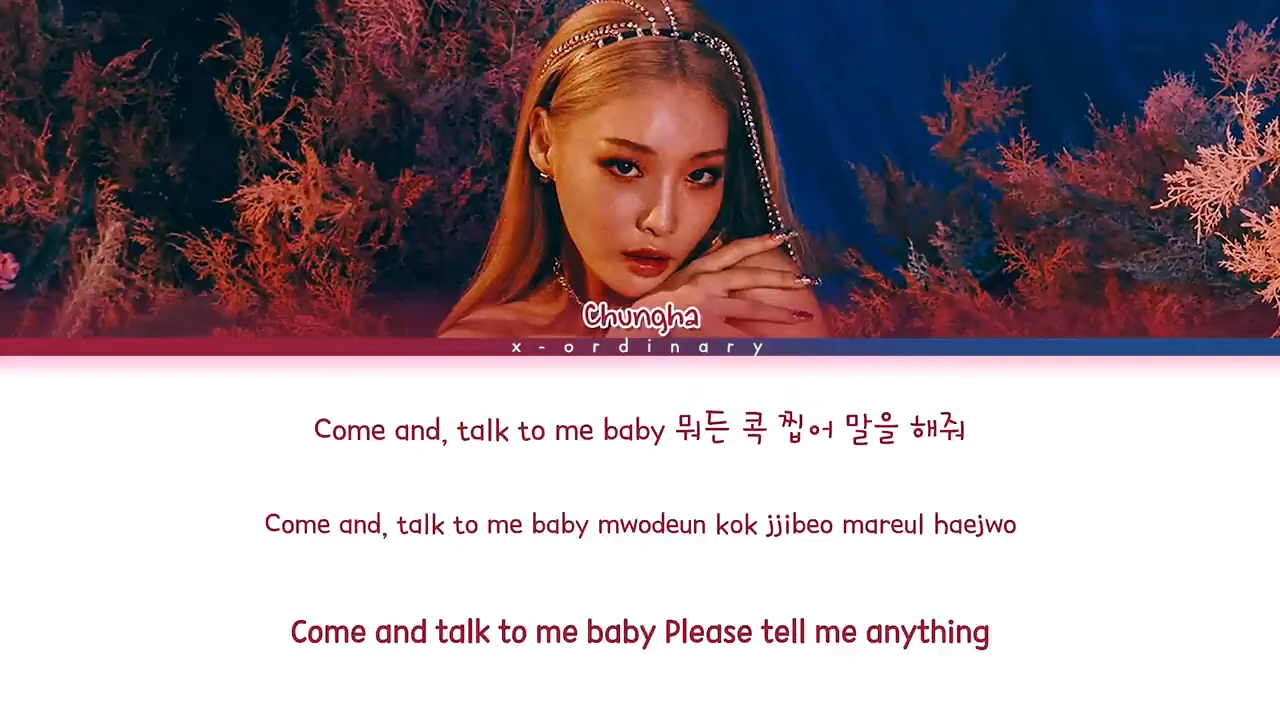 Chungha
x-ordinary
Come and, talk to me baby 뭐든 콕 찝어 말을 해줘
Come and, talk to me baby mwodeun kok jjibeo mareul haejwo
Come and talk to me baby Please tell me anything